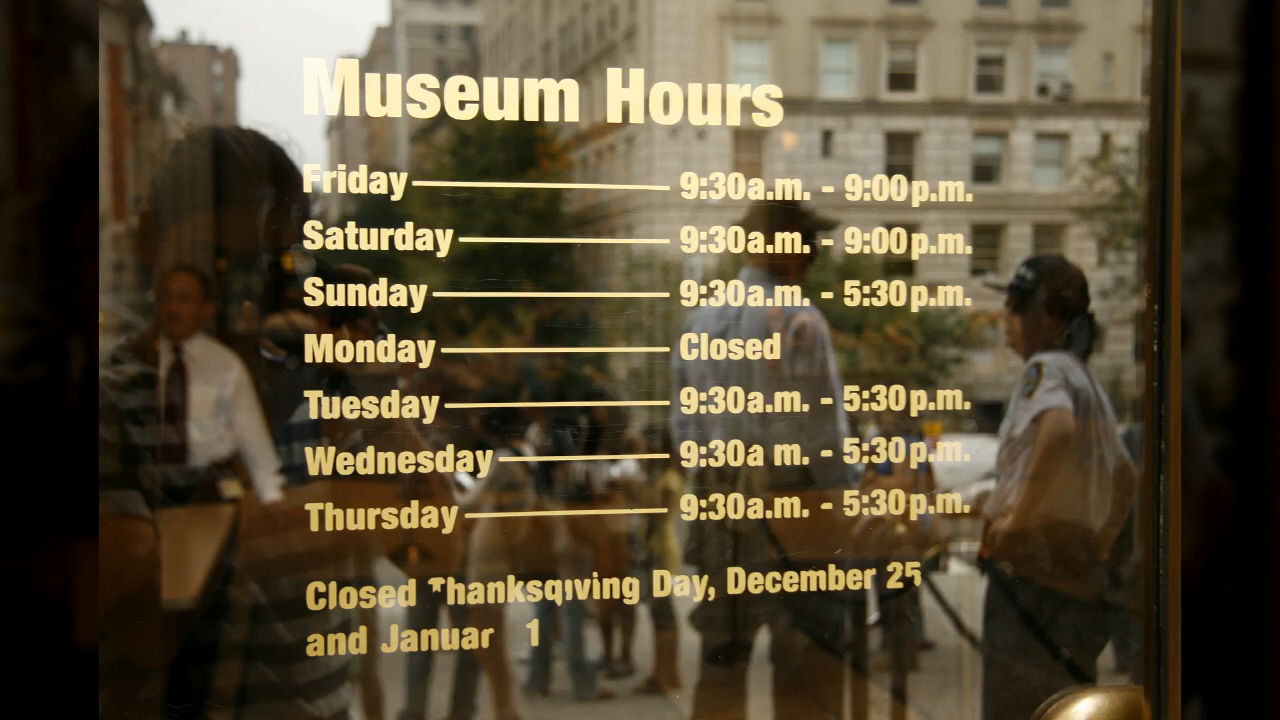 Museum Hours
Friday 9:30a.m. - 9:00p.m.
Saturday 9:30a.m. - 9:00p.m.
Sunday 9:30a.m. - 5:30p.m.
Monday Closed
Tuesday 9:30a.m. - 5:30p.m.
Wednesday 9:30a m. - 5:30p.m.
Thursday 9:30a.m. - 5:30p.m.
Closed Thanksgiving Day, December 25
and Januar 1